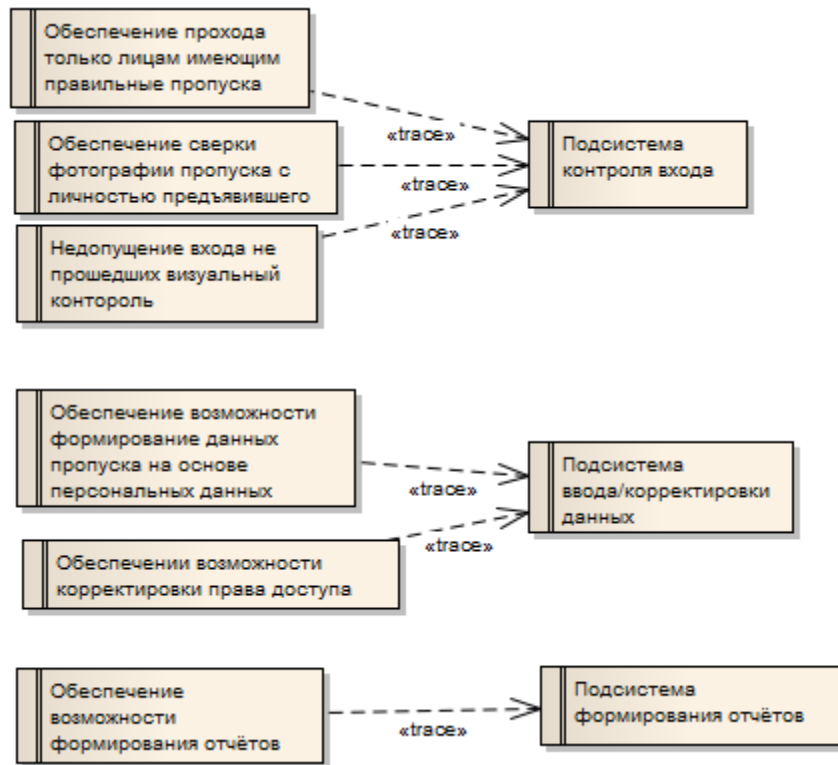 Обеспечение прохода
только лицам имеющим
правильные пропуска
«trace»
Обеспечение сверки
фотографии пропуска с
личностью предъявившего
«trace»
Подсистема
контроля входа
Недопущение входа не
прошедших визуальный
контороль
«trace»
Обеспечение возможности
формирование данных
пропуска на основе
персональных данных
«trace»
Подсистема
ввода/корректировки
данных
Обеспечении возможности
корректировки права доступа
«trace»
Обеспечение
возможности
формирования отчётов
«trace»
Подсистема
формирования отчётов